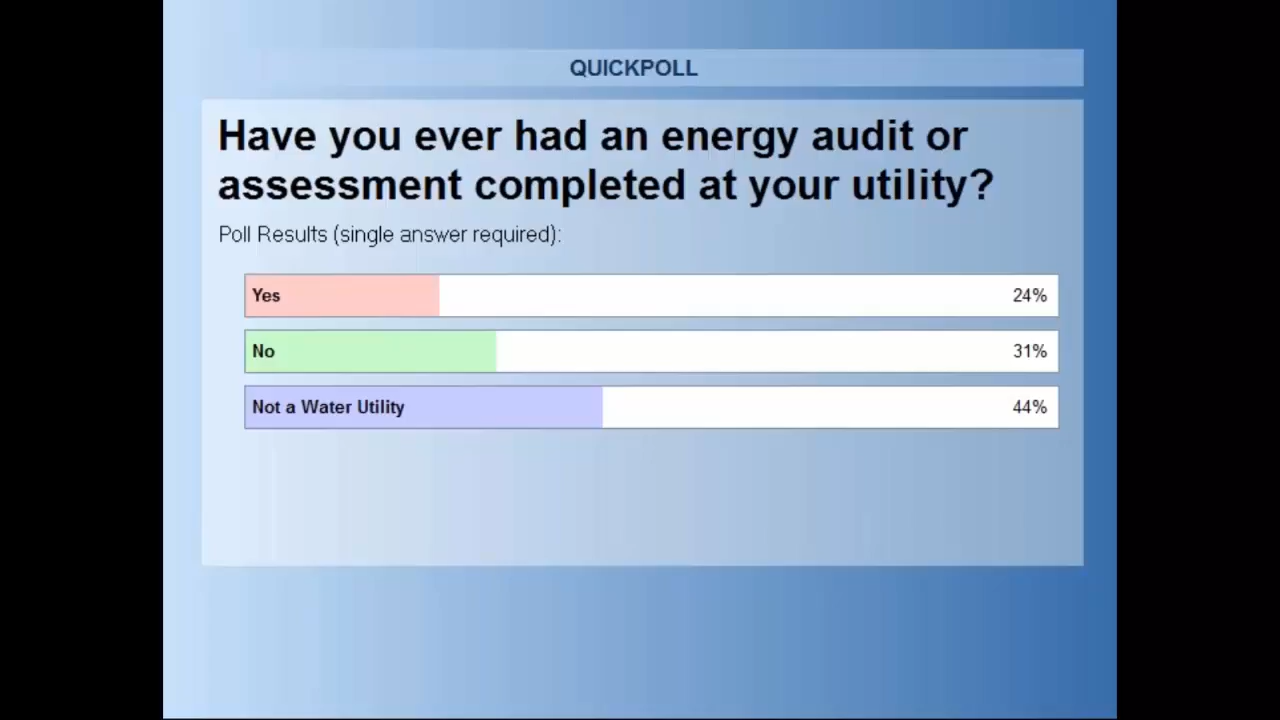 QUICKPOLL
Have you ever had an energy audit or
assessment completed at your utility?
Poll Results (single answer required):
Yes 24%
No 31%
Not a Water Utility 44%